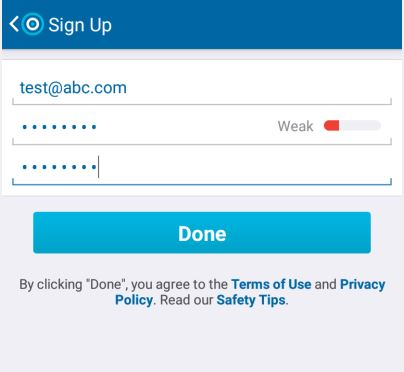 Sign Up
test@abc.com
•••••••• Weak
••••••••
Done
By clicking "Done", you agree to the Terms of Use and Privacy
Policy. Read our Safety Tips.